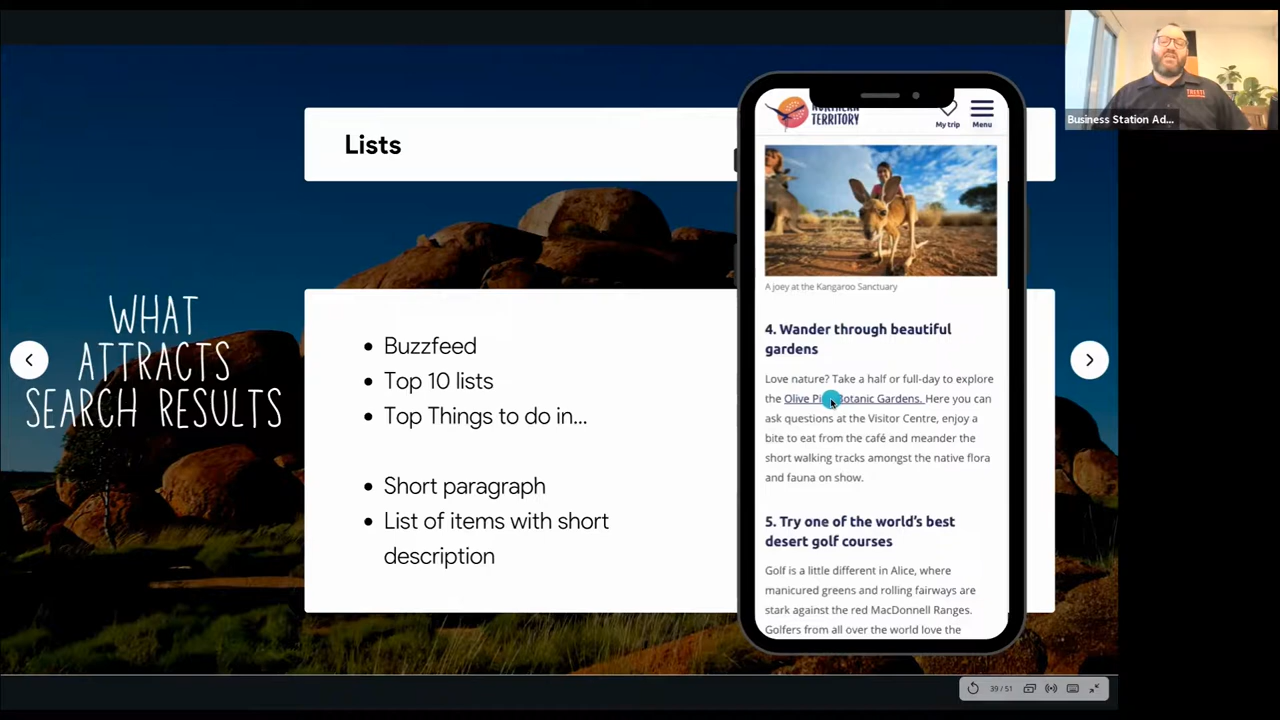 Lists
WHAT
ATTRACTS
SEARCH RESULTS
Buzzfeed
Top 10 lists
Top Things to do in...
Short paragraph
List of items with short
description
NORTHERN
TERRITORY
My trip
Menu
A joey at the Kangaroo Sanctuary
4. Wander through beautiful
gardens
Love nature? Take a half or full-day to explore
the Olive Pi Botanic Gardens. Here you can
ask questions at the Visitor Centre, enjoy a
bite to eat from the café and meander the
short walking tracks amongst the native flora
and fauna on show.
5. Try one of the world's best
desert golf courses
Golf is a little different in Alice, where
manicured greens and rolling fairways are
stark against the red MacDonnell Ranges.
Golfers from all over the world love the
Business Station Ad...
39 / 51